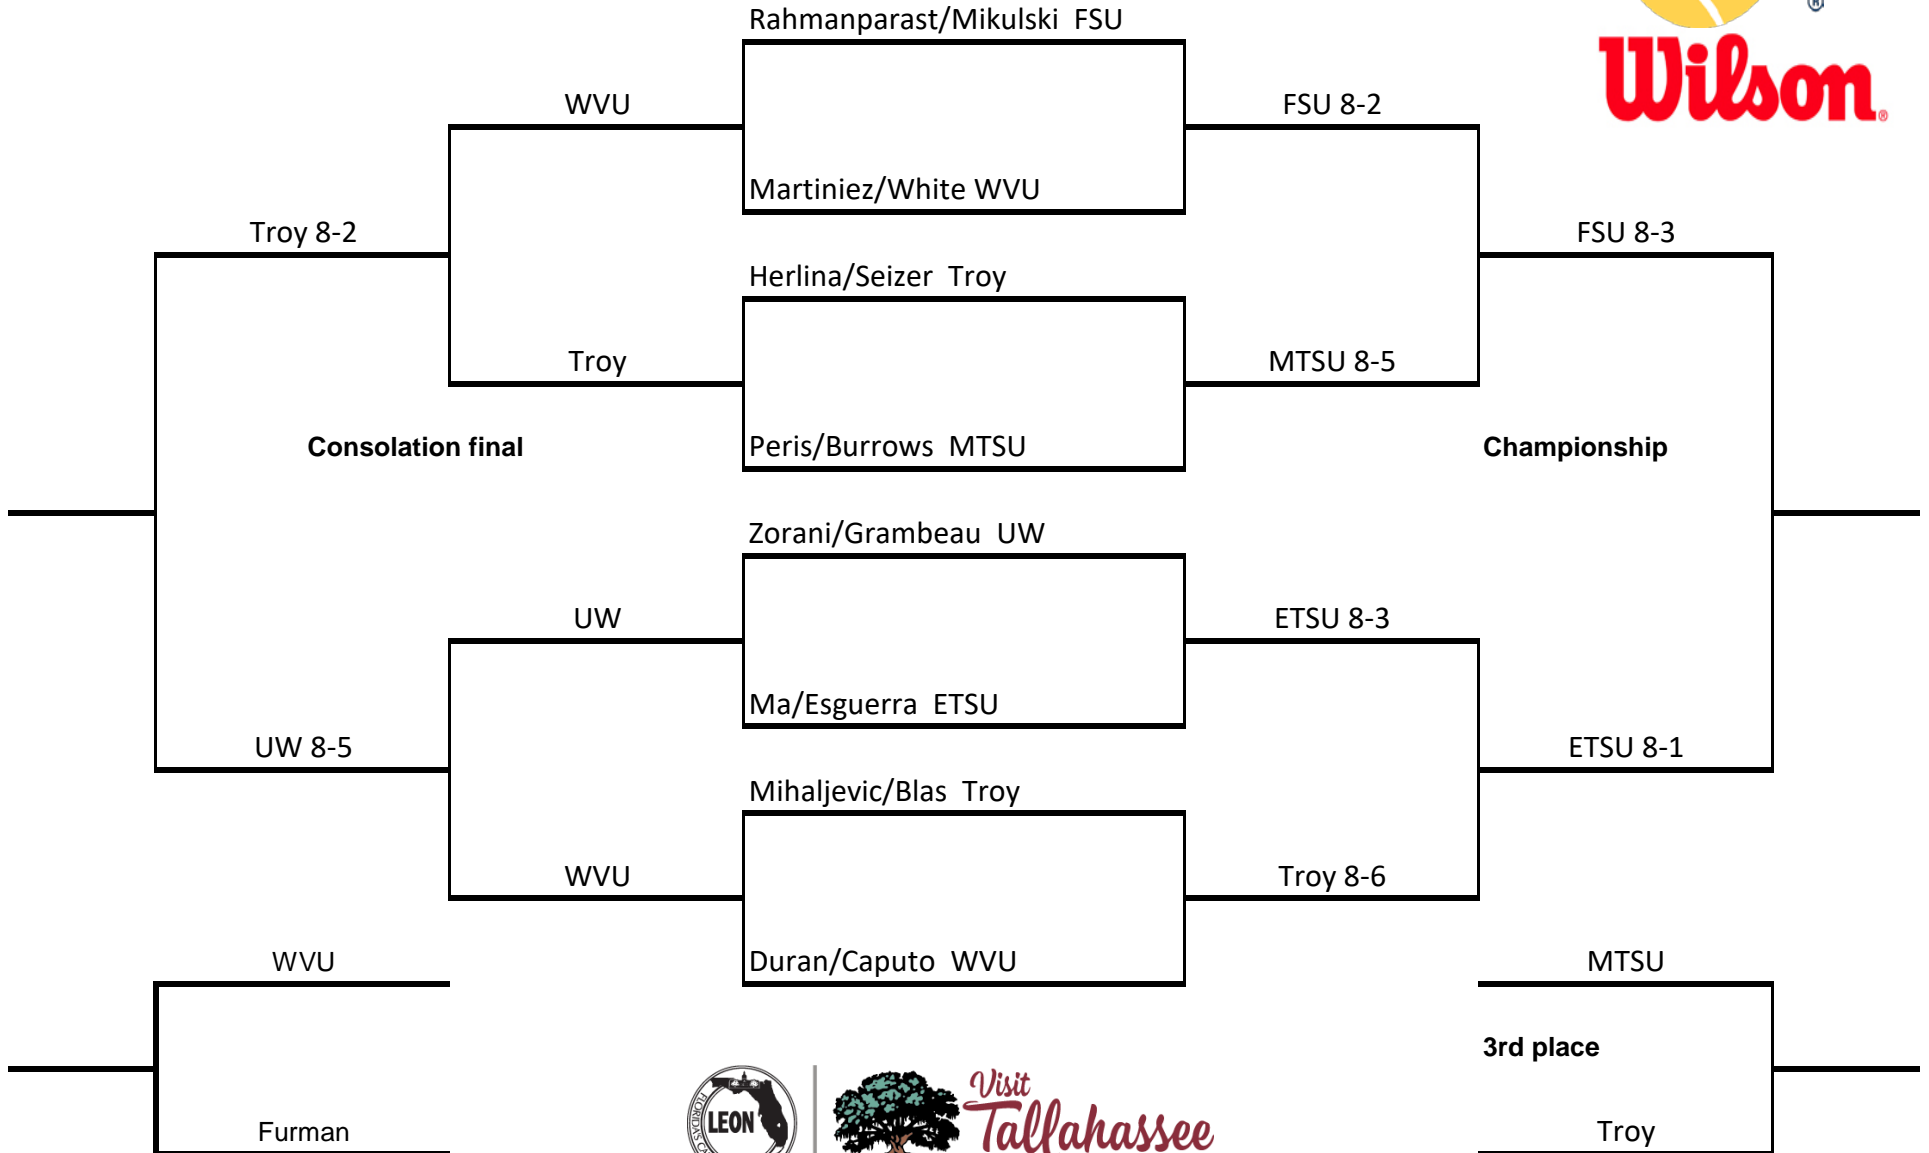 Rahmanparast/Mikulski FSU
®
Wilson®
WVU
FSU 8-2
Martiniez/White WVU
Troy 8-2
FSU 8-3
Herlina/Seizer Troy
Troy
MTSU 8-5
Consolation final
Peris/Burrows MTSU
Championship
Zorani/Grambeau UW
UW
ETSU 8-3
Ma/Esguerra ETSU
UW 8-5
ETSU 8-1
Mihaljevic/Blas Troy
WVU
Troy 8-6
WVU
Duran/Caputo WVU
MTSU
3rd place
LEON
Visit
Tallahassee
Furman
Troy